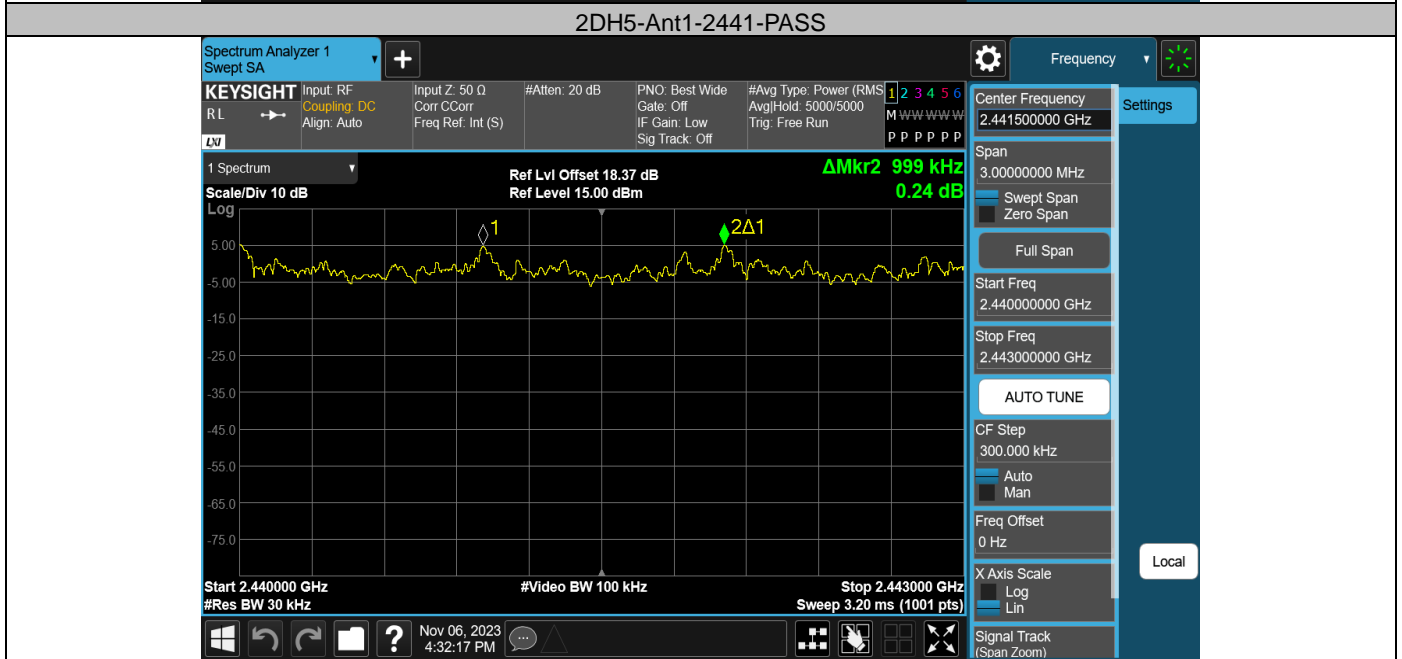 2DH5-Ant1-2441-PASS
Spectrum Analyzer 1
Swept SA
Frequency
KEYSIGHT
RL
LXI
Input: RF
Coupling: DC
Align: Auto
Input Z: 50 Ω
Corr CCorr
Freq Ref: Int (S)
#Atten: 20 dB
PNO: Best Wide
Gate: Off
IF Gain: Low
Sig Track: Off
#Avg Type: Power (RMS
Avg|Hold: 5000/5000
Trig: Free Run
1 2 3 4 5 6
M W W W W W
P P P P P P
1 Spectrum
Scale/Div 10 dB
Log
Ref Lvl Offset 18.37 dB
Ref Level 15.00 dBm
ΔMkr2 999 kHz
0.24 dB
1
2Δ1
5.00
-5.00
-15.0
-25.0
-35.0
-45.0
-55.0
-65.0
-75.0
Start 2.440000 GHz
#Res BW 30 kHz
#Video BW 100 kHz
Stop 2.443000 GHz
Sweep 3.20 ms (1001 pts)
Nov 06, 2023
4:32:17 PM
Center Frequency
2.441500000 GHz
Span
3.00000000 MHz
Swept Span
Zero Span
Full Span
Start Freq
2.440000000 GHz
Stop Freq
2.443000000 GHz
AUTO TUNE
CF Step
300.000 kHz
Auto
Man
Freq Offset
0 Hz
X Axis Scale
Log
Lin
Signal Track
(Span Zoom)
Settings
Local